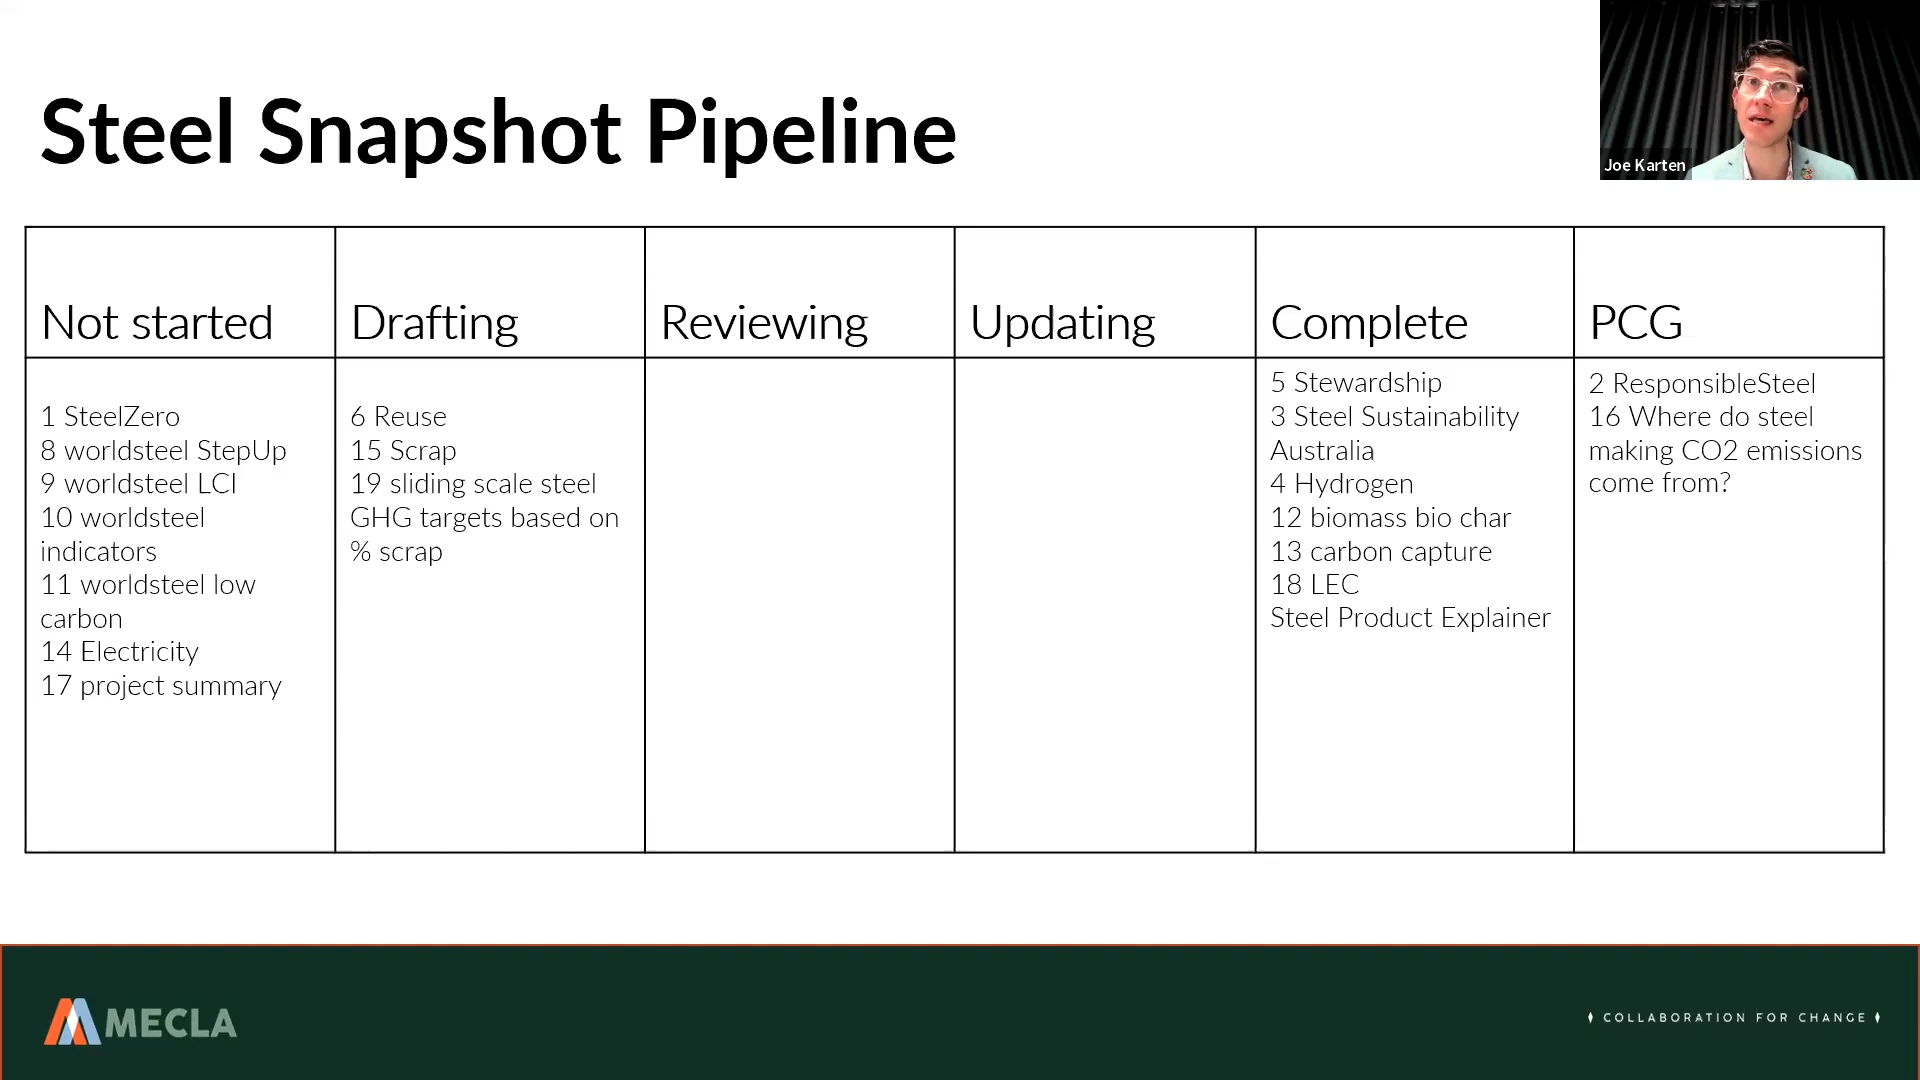 Steel Snapshot Pipeline
Joe Karten
Not started
Drafting
Reviewing
Updating
Complete
PCG
1 SteelZero
8 worldsteel StepUp
9 worldsteel LCI
10 worldsteel
indicators
11 worldsteel low
carbon
14 Electricity
17 project summary
6 Reuse
15 Scrap
19 sliding scale steel
GHG targets based on
% scrap
5 Stewardship
3 Steel Sustainability
Australia
4 Hydrogen
12 biomass bio char
13 carbon capture
18 LEC
Steel Product Explainer
2 ResponsibleSteel
16 Where do steel
making CO2 emissions
come from?
MECLA
COLLABORATION FOR CHANGE